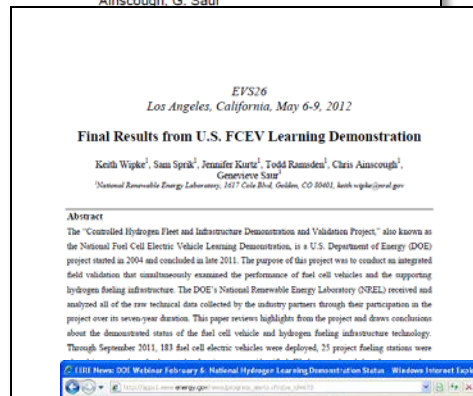 Ainscough, G. Saur
EVS26
Los Angeles, California, May 6-9, 2012
Final Results from U.S. FCEV Learning Demonstration
Keith Wipke1, Sam Sprik1, Jennifer Kurtz1, Todd Ramsden1, Chris Ainscough1,
Genevieve Saur1
1National Renewable Energy Laboratory, 1617 Cole Blvd, Golden, CO 80401, keith.wipke@nrel.gov
Abstract
The “Controlled Hydrogen Fleet and Infrastructure Demonstration and Validation Project,” also known as
the National Fuel Cell Electric Vehicle Learning Demonstration, is a U.S. Department of Energy (DOE)
project started in 2004 and concluded in late 2011. The purpose of this project was to conduct an integrated
field validation that simultaneously examined the performance of fuel cell vehicles and the supporting
hydrogen fueling infrastructure. The DOE’s National Renewable Energy Laboratory (NREL) received and
analyzed all of the raw technical data collected by the industry partners through their participation in the
project over its seven-year duration. This paper reviews highlights from the project and draws conclusions
about the demonstrated status of the fuel cell vehicle and hydrogen fueling infrastructure technology.
Through September 2011, 183 fuel cell electric vehicles were deployed, 25 project fueling stations were
EERE News: DOE Webinar February 6: National Hydrogen Learning Demonstration Status - Windows Internet Expl